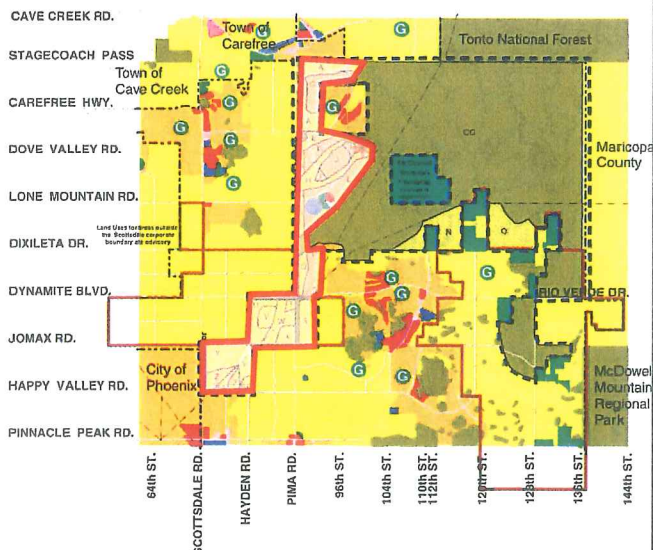 CAVE CREEK RD.
STAGECOACH PASS
CAREFREE HWY.
DOVE VALLEY RD.
LONE MOUNTAIN RD.
DIXILETA DR.
DYNAMITE BLVD.
JOMAX RD.
HAPPY VALLEY RD.
PINNACLE PEAK RD.
Town of
Carefree
Tonto National Forest
Town of
Cave Creek
G
G
G
G
G
G
G
G
G
G
G
G
G
G
CG
Maricopa
County
Land Uses for areas outside
the Scottsdale corporate
boundary are advisory
N
O
RIO VERDE DR.
City of
Phoenix
McDowel
Mountain
Regional
Park
64th ST.
SCOTTSDALE RD.
HAYDEN RD.
PIMA RD.
96th ST.
104th ST.
110th ST.
112th ST.
120th ST.
128th ST.
136th ST.
144th ST.